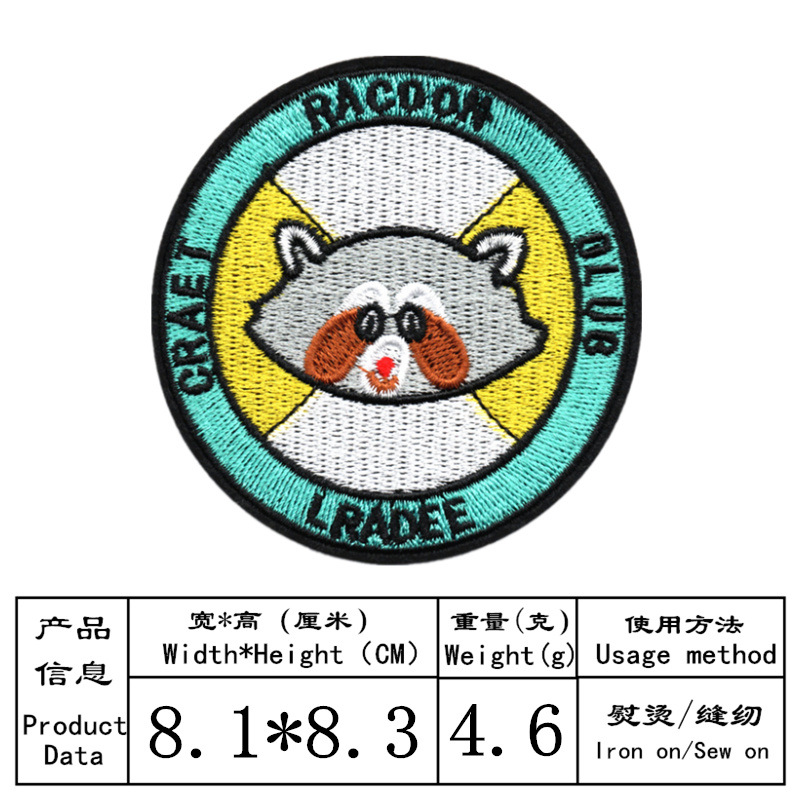 RACOON
CRAET
OLUB
LRADEE
产品
信息
Product
Data
宽*高 (厘米)
Width*Height (CM)
8.1*8.3
重量(克)
Weight(g)
4.6
使用方法
Usage method
熨烫/缝纫
Iron on/Sew on